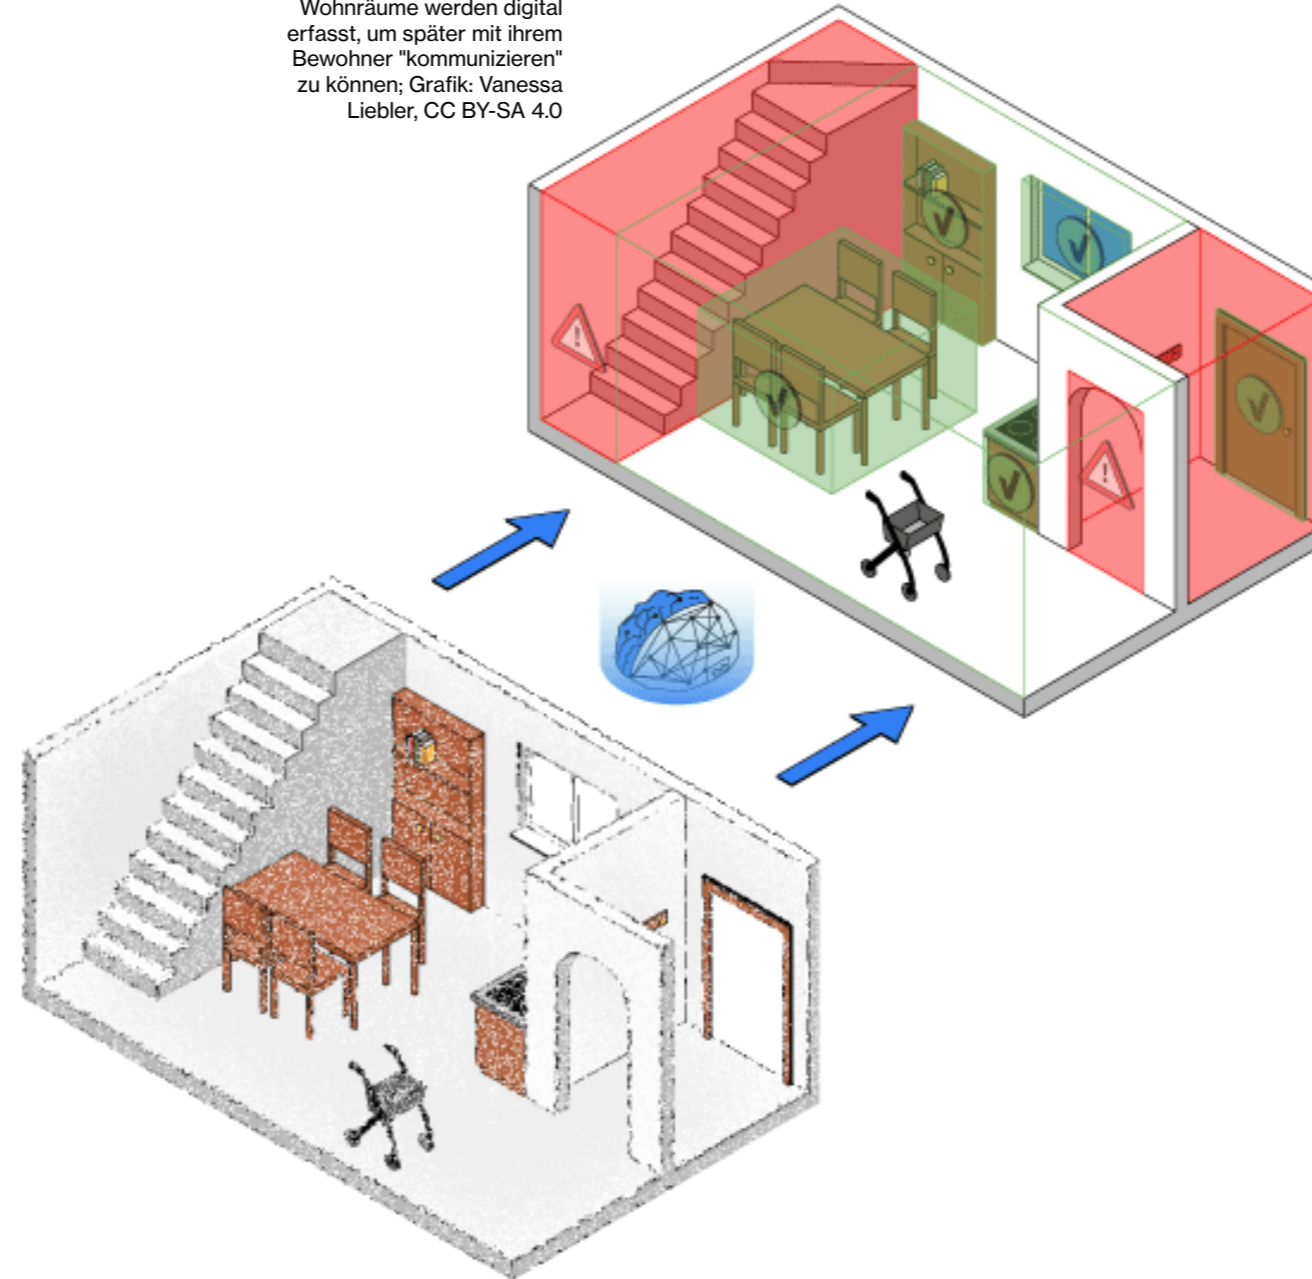 Wohnräume werden digital
erfasst, um später mit ihrem
Bewohner "kommunizieren"
zu können; Grafik: Vanessa
Liebler, CC BY-SA 4.0